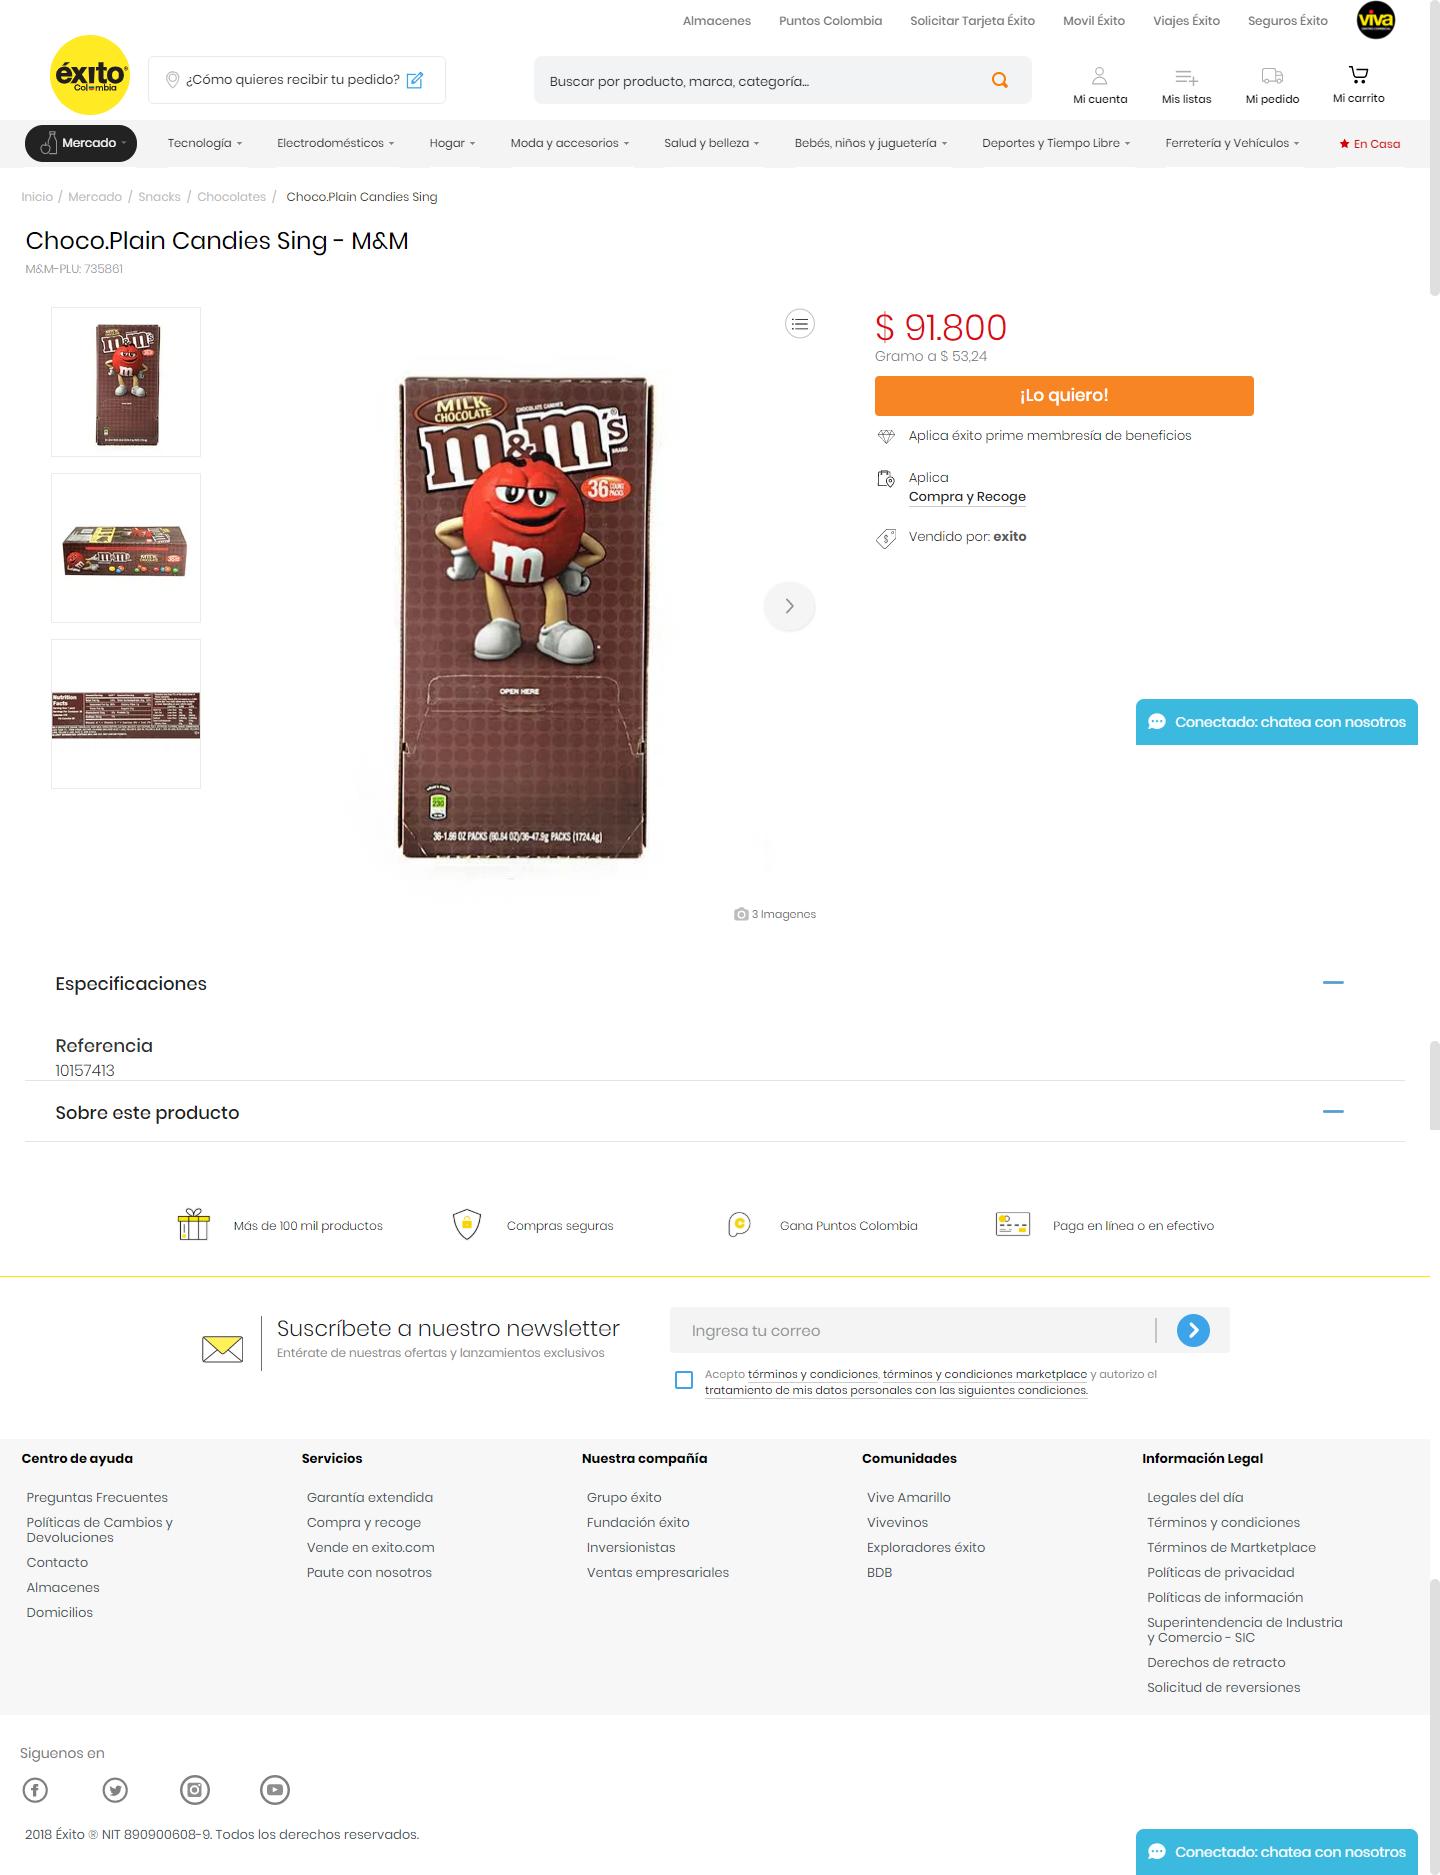 Almacenes Puntos Colombia Solicitar Tarjeta Éxito Movil Éxito Viajes Éxito Seguros Éxito viva
éxito
Colombia
¿Cómo quieres recibir tu pedido?
Buscar por producto, marca, categoría...
Mi cuenta Mis listas Mi pedido Mi carrito
Mercado Tecnología Electrodomésticos Hogar Moda y accesorios Salud y belleza Bebés, niños y juguetería Deportes y Tiempo Libre Ferretería y Vehículos En Casa
Inicio / Mercado / Snacks / Chocolates / Choco.Plain Candies Sing
Choco.Plain Candies Sing - M&M
M&M-PLU: 735861
MILK
CHOCOLATE
CHOCOLATE CANDIES
m&m's®
BRAND
36 COUNT
PACKS
m
OPEN HERE
230
36-1.69 OZ PACKS (60.84 OZ)/36-47.9g PACKS (1724.4g)
Nutrition
Facts
$ 91.800
Gramo a $ 53,24
¡Lo quiero!
Aplica éxito prime membresía de beneficios
Aplica
Compra y Recoge
Vendido por: exito
Conectado: chatea con nosotros
3 Imagenes
Especificaciones
Referencia
10157413
Sobre este producto
Más de 100 mil productos Compras seguras Gana Puntos Colombia Paga en línea o en efectivo
Suscríbete a nuestro newsletter
Entérate de nuestras ofertas y lanzamientos exclusivos
Ingresa tu correo
Acepto términos y condiciones, términos y condiciones marketplace y autorizo el
tratamiento de mis datos personales con las siguientes condiciones.
Centro de ayuda
Preguntas Frecuentes
Políticas de Cambios y
Devoluciones
Contacto
Almacenes
Domicilios
Servicios
Garantía extendida
Compra y recoge
Vende en exito.com
Paute con nosotros
Nuestra compañía
Grupo éxito
Fundación éxito
Inversionistas
Ventas empresariales
Comunidades
Vive Amarillo
Vivevinos
Exploradores éxito
BDB
Información Legal
Legales del día
Términos y condiciones
Términos de Martketplace
Políticas de privacidad
Políticas de información
Superintendencia de Industria
y Comercio - SIC
Derechos de retracto
Solicitud de reversiones
Siguenos en
2018 Éxito ® NIT 890900608-9. Todos los derechos reservados.
Conectado: chatea con nosotros